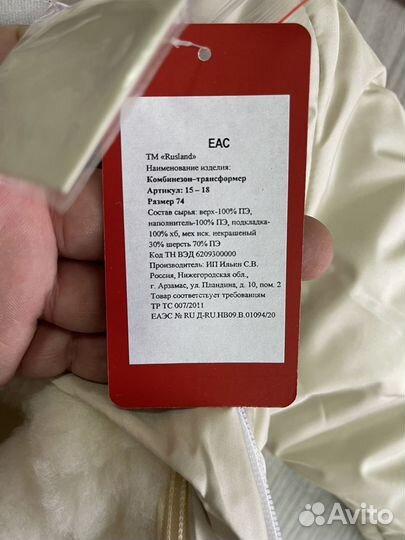 EAC
ТМ «Rusland»
Наименование изделия:
Комбинезон-трансформер
Артикул: 15 – 18
Размер 74
Состав сырья: верх-100% ПЭ,
наполнитель-100% ПЭ, подкладка-
100% хб, мех иск. некрашеный
30% шерсть 70% ПЭ
Код ТН ВЭД 6209300000
Производитель: ИП Ильин С.В.
Россия, Нижегородская обл.,
г. Арзамас, ул. Пландина, д. 10, пом. 2
Товар соответствует требованиям
ТР ТС 007/2011
ЕАЭС № RU Д-RU.НВ09.В.01094/20
Avito